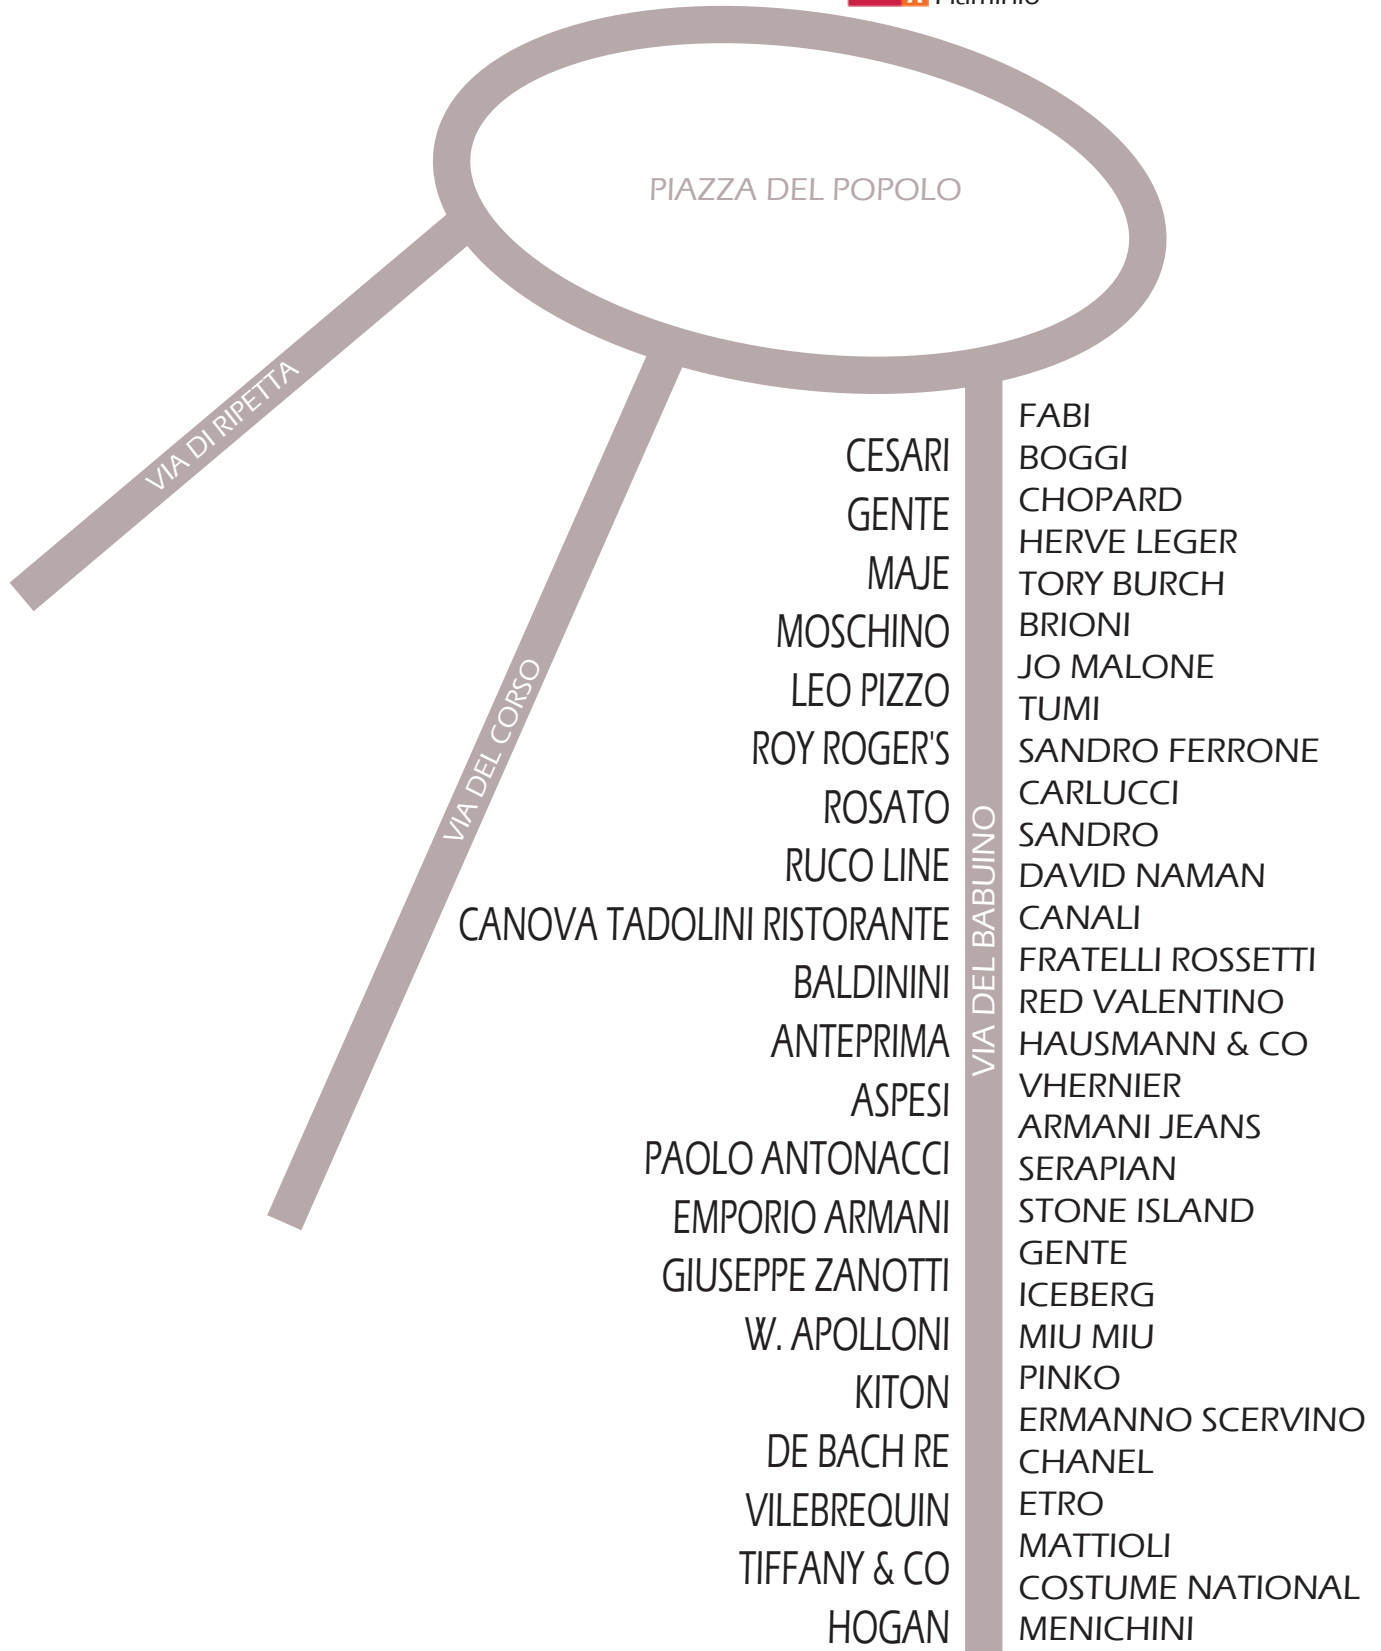 Flaminio
PIAZZA DEL POPOLO
VIA DI RIPETTA
VIA DEL CORSO
VIA DEL BABUINO
CESARI
GENTE
MAJE
MOSCHINO
LEO PIZZO
ROY ROGER'S
ROSATO
RUCO LINE
CANOVA TADOLINI RISTORANTE
BALDININI
ANTEPRIMA
ASPESI
PAOLO ANTONACCI
EMPORIO ARMANI
GIUSEPPE ZANOTTI
W. APOLLONI
KITON
DE BACH RE
VILEBREQUIN
TIFFANY & CO
HOGAN
FABI
BOGGI
CHOPARD
HERVE LEGER
TORY BURCH
BRIONI
JO MALONE
TUMI
SANDRO FERRONE
CARLUCCI
SANDRO
DAVID NAMAN
CANALI
FRATELLI ROSSETTI
RED VALENTINO
HAUSMANN & CO
VHERNIER
ARMANI JEANS
SERAPIAN
STONE ISLAND
GENTE
ICEBERG
MIU MIU
PINKO
ERMANNO SCERVINO
CHANEL
ETRO
MATTIOLI
COSTUME NATIONAL
MENICHINI